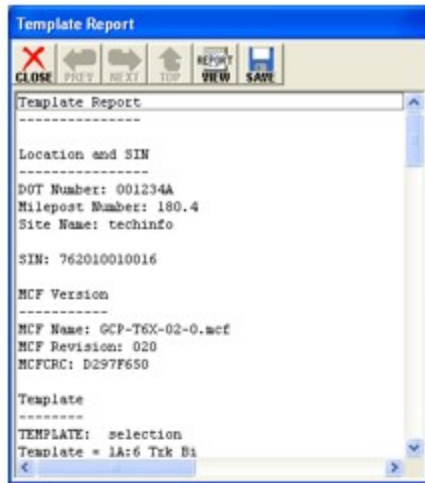 Template Report
CLOSE PREV NEXT TOP REPORT VIEW SAVE
Template Report
---------------
Location and SIN
----------------
DOT Number: 001234A
Milepost Number: 180.4
Site Name: techinfo
SIN: 762010010016
MCF Version
-----------
MCF Name: GCP-T6X-02-0.mcf
MCF Revision: 020
MCFCRC: D297F650
Template
--------
TEMPLATE:  selection
Template = 1A:6 Trk Bi